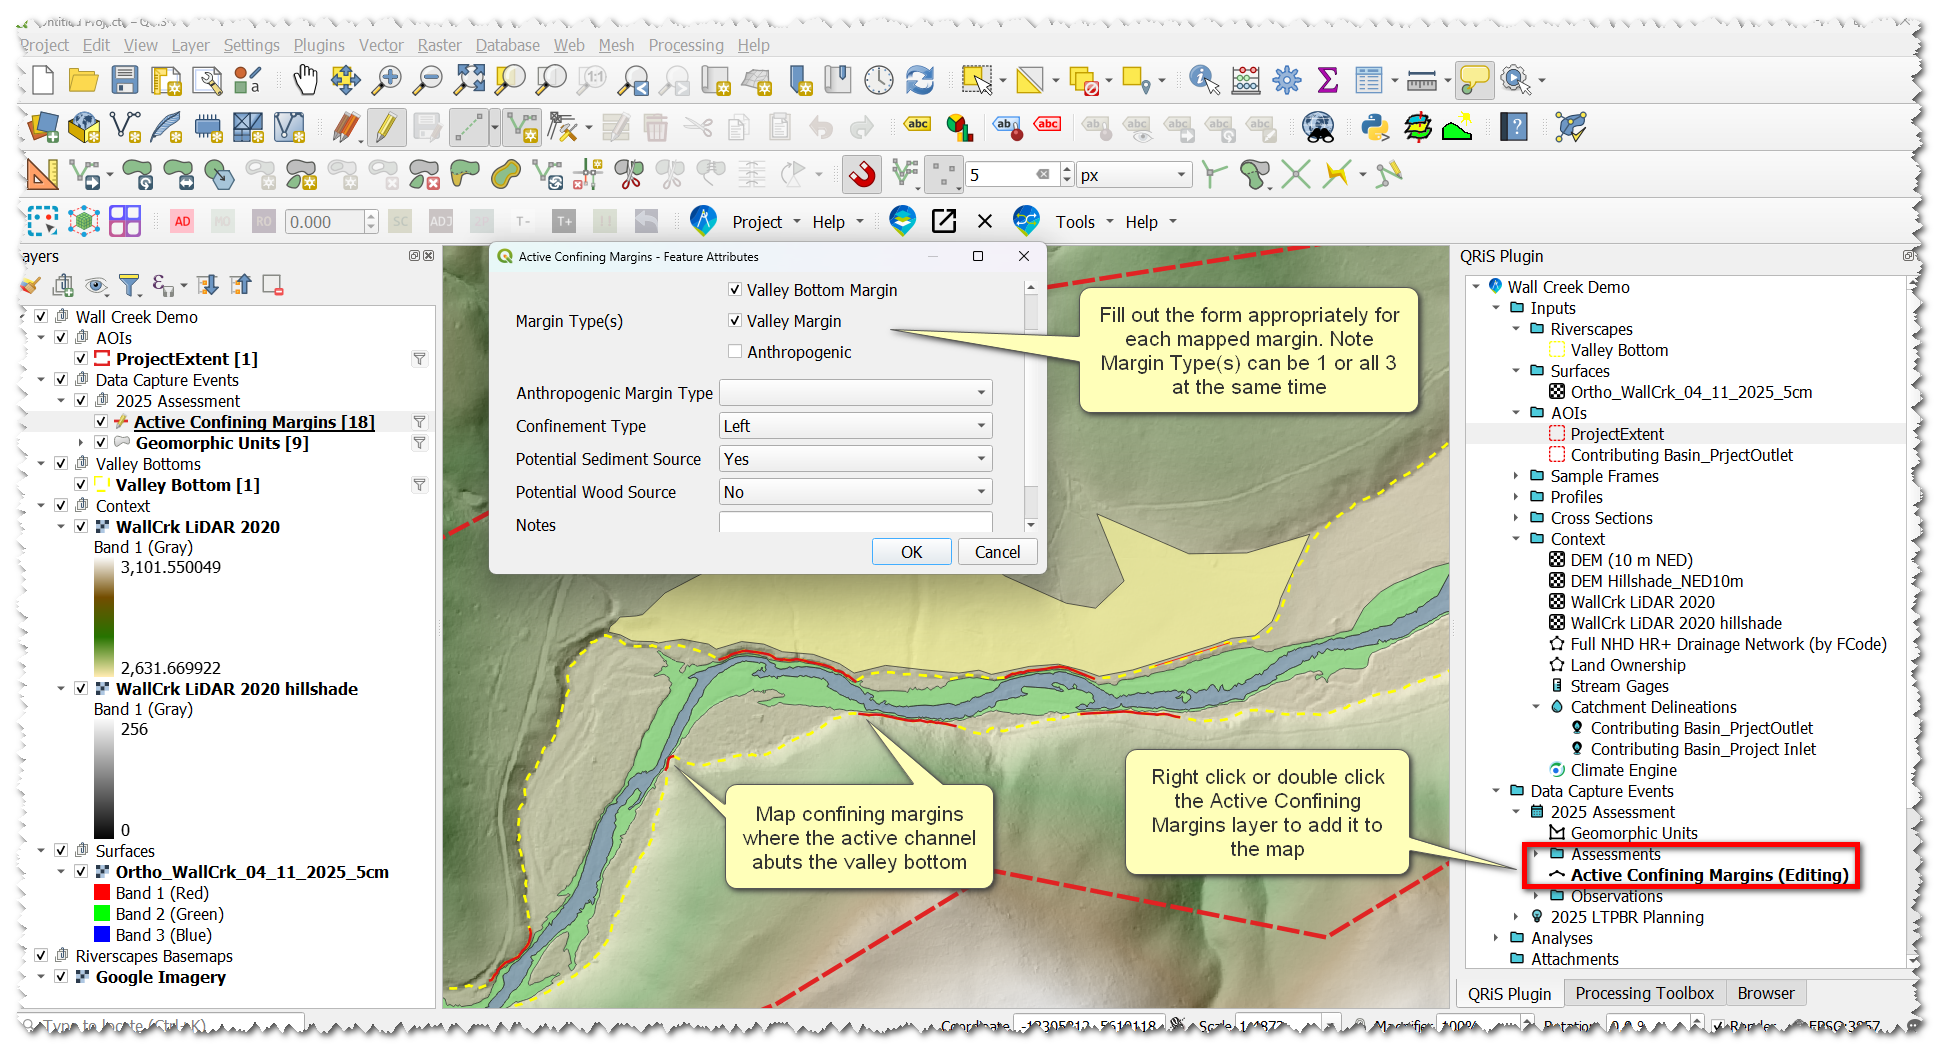 Untitled Project — QGIS
Project Edit View Layer Settings Plugins Vector Raster Database Web Mesh Processing Help
1:1
abc abc abc
5 px
AD MO RO 0.000 SC ADJ T- T+ Project Help Tools Help
Layers
Wall Creek Demo
AOIs
ProjectExtent [1]
Data Capture Events
2025 Assessment
Active Confining Margins [18]
Geomorphic Units [9]
Valley Bottoms
Valley Bottom [1]
Context
WallCrk LiDAR 2020
Band 1 (Gray)
3,101.550049
2,631.669922
WallCrk LiDAR 2020 hillshade
Band 1 (Gray)
256
0
Surfaces
Ortho_WallCrk_04_11_2025_5cm
Band 1 (Red)
Band 2 (Green)
Band 3 (Blue)
Riverscapes Basemaps
Google Imagery
Active Confining Margins - Feature Attributes
Margin Type(s)
Valley Bottom Margin
Valley Margin
Anthropogenic
Anthropogenic Margin Type
Confinement Type Left
Potential Sediment Source Yes
Potential Wood Source No
Notes
OK Cancel
Fill out the form appropriately for
each mapped margin. Note
Margin Type(s) can be 1 or all 3
at the same time
Map confining margins
where the active channel
abuts the valley bottom
Right click or double click
the Active Confining
Margins layer to add it to
the map
QRiS Plugin
Wall Creek Demo
Inputs
Riverscapes
Valley Bottom
Surfaces
Ortho_WallCrk_04_11_2025_5cm
AOIs
ProjectExtent
Contributing Basin_PrjectOutlet
Sample Frames
Profiles
Cross Sections
Context
DEM (10 m NED)
DEM Hillshade_NED10m
WallCrk LiDAR 2020
WallCrk LiDAR 2020 hillshade
Full NHD HR+ Drainage Network (by FCode)
Land Ownership
Stream Gages
Catchment Delineations
Contributing Basin_PrjectOutlet
Contributing Basin_Project Inlet
Climate Engine
Data Capture Events
2025 Assessment
Geomorphic Units
Assessments
Active Confining Margins (Editing)
Observations
2025 LTPBR Planning
Analyses
Attachments
QRiS Plugin Processing Toolbox Browser
Type to locate (Ctrl+K) Coordinate Scale Magnifier 100% Rotation Render EPSG:3857